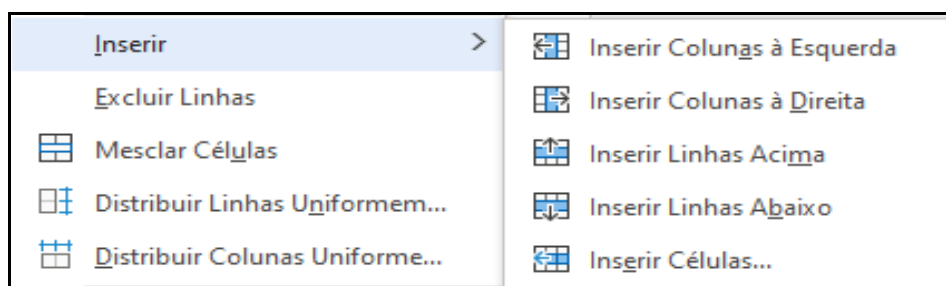 Inserir
Excluir Linhas
Mesclar Células
Distribuir Linhas Uniformem...
Distribuir Colunas Uniforme...
Inserir Colunas à Esquerda
Inserir Colunas à Direita
Inserir Linhas Acima
Inserir Linhas Abaixo
Inserir Células...